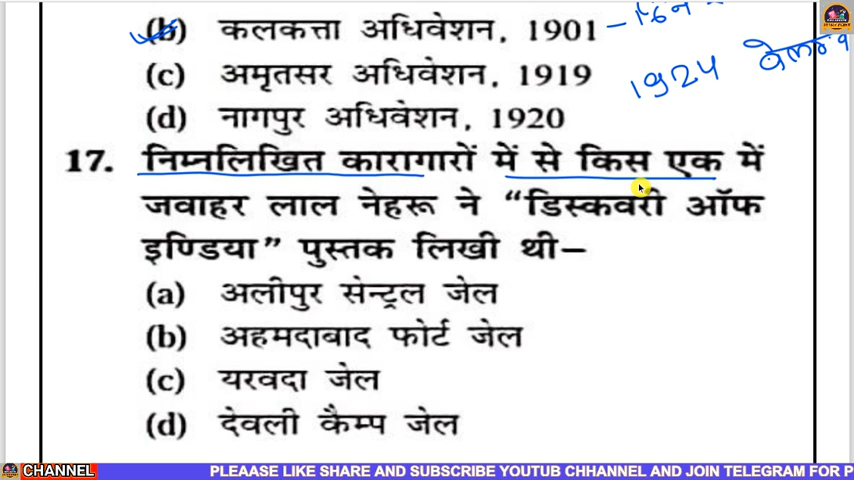 (b) कलकत्ता अधिवेशन, 1901 –
(c) अमृतसर अधिवेशन, 1919
1924
(d) नागपुर अधिवेशन, 1920
17. निम्नलिखित कारागारों में से किस एक में
जवाहर लाल नेहरू ने “डिस्कवरी ऑफ
इण्डिया” पुस्तक लिखी थी–
(a) अलीपुर सेन्ट्रल जेल
(b) अहमदाबाद फोर्ट जेल
(c) यरवदा जेल
(d) देवली कैम्प जेल
CHANNEL
PLEAASE LIKE SHARE AND SUBSCRIBE YOUTUB CHHANNEL AND JOIN TELEGRAM FOR P